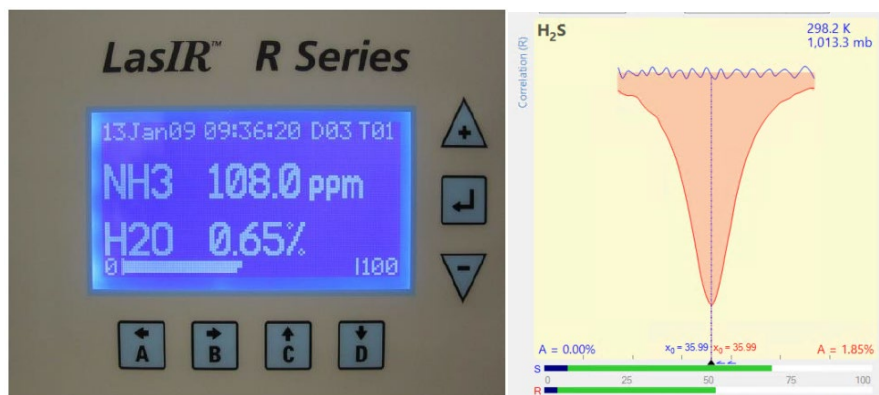 LasIR™ R Series
13Jan09 09:36:20 D03 T01
NH3 108.0 ppm
H2O 0.65%
0 100
+
-
A B C D
H₂S
298.2 K
1,013.3 mb
Correlation (R)
A = 0.00% x₀ = 35.99 x₀ = 35.99 A = 1.85%
S
0 25 50 75 100
R